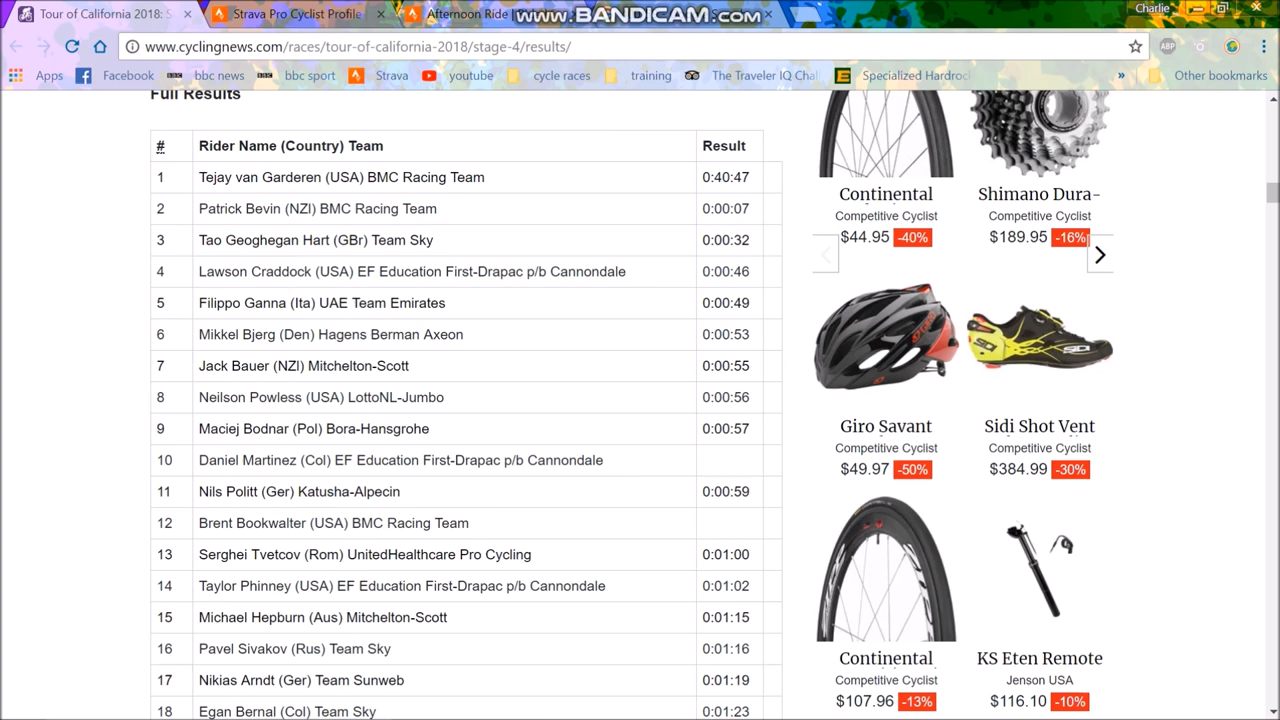 Tour of California 2018: S
Strava Pro Cyclist Profile
Afternoon Ride |
www.BANDICAM.com
Charlie
www.cyclingnews.com/races/tour-of-california-2018/stage-4/results/
ABP
Apps
Facebook
bbc news
bbc sport
Strava
youtube
cycle races
training
The Traveler IQ Chal
Specialized Hardroc
»
Other bookmarks
Full Results
# Rider Name (Country) Team Result
1 Tejay van Garderen (USA) BMC Racing Team 0:40:47
2 Patrick Bevin (NZl) BMC Racing Team 0:00:07
3 Tao Geoghegan Hart (GBr) Team Sky 0:00:32
4 Lawson Craddock (USA) EF Education First-Drapac p/b Cannondale 0:00:46
5 Filippo Ganna (Ita) UAE Team Emirates 0:00:49
6 Mikkel Bjerg (Den) Hagens Berman Axeon 0:00:53
7 Jack Bauer (NZl) Mitchelton-Scott 0:00:55
8 Neilson Powless (USA) LottoNL-Jumbo 0:00:56
9 Maciej Bodnar (Pol) Bora-Hansgrohe 0:00:57
10 Daniel Martinez (Col) EF Education First-Drapac p/b Cannondale
11 Nils Politt (Ger) Katusha-Alpecin 0:00:59
12 Brent Bookwalter (USA) BMC Racing Team
13 Serghei Tvetcov (Rom) UnitedHealthcare Pro Cycling 0:01:00
14 Taylor Phinney (USA) EF Education First-Drapac p/b Cannondale 0:01:02
15 Michael Hepburn (Aus) Mitchelton-Scott 0:01:15
16 Pavel Sivakov (Rus) Team Sky 0:01:16
17 Nikias Arndt (Ger) Team Sunweb 0:01:19
18 Egan Bernal (Col) Team Sky 0:01:23
Continental
Competitive Cyclist
$44.95 -40%
Shimano Dura-
Competitive Cyclist
$189.95 -16%
Giro Savant
Competitive Cyclist
$49.97 -50%
Sidi Shot Vent
Competitive Cyclist
$384.99 -30%
Continental
Competitive Cyclist
$107.96 -13%
KS Eten Remote
Jenson USA
$116.10 -10%